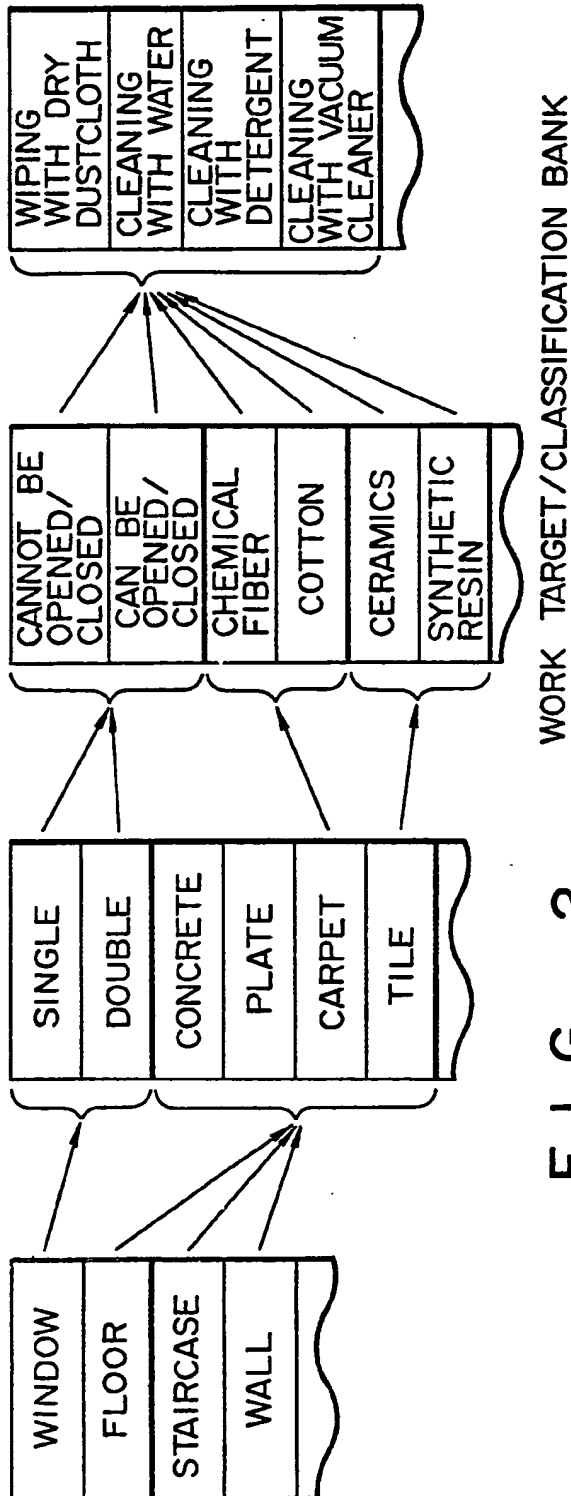 WINDOW
FLOOR
STAIRCASE
WALL
SINGLE
DOUBLE
CONCRETE
PLATE
CARPET
TILE
CANNOT BE
OPENED/
CLOSED
CAN BE
OPENED/
CLOSED
CHEMICAL
FIBER
COTTON
CERAMICS
SYNTHETIC
RESIN
WIPING
WITH DRY
DUSTCLOTH
CLEANING
WITH WATER
CLEANING
WITH
DETERGENT
CLEANING
WITH VACUUM
CLEANER
WORK TARGET/CLASSIFICATION BANK